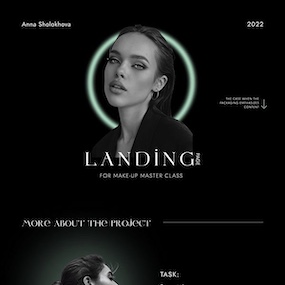 Anna Sholokhova
2022
THE CASE WHEN THE
PACKAGING EMPHASIZES
CONTENT
LANDING
PAGE
FOR MAKE-UP MASTER CLASS
MORE ABOUT THE PROJECT
TASK: